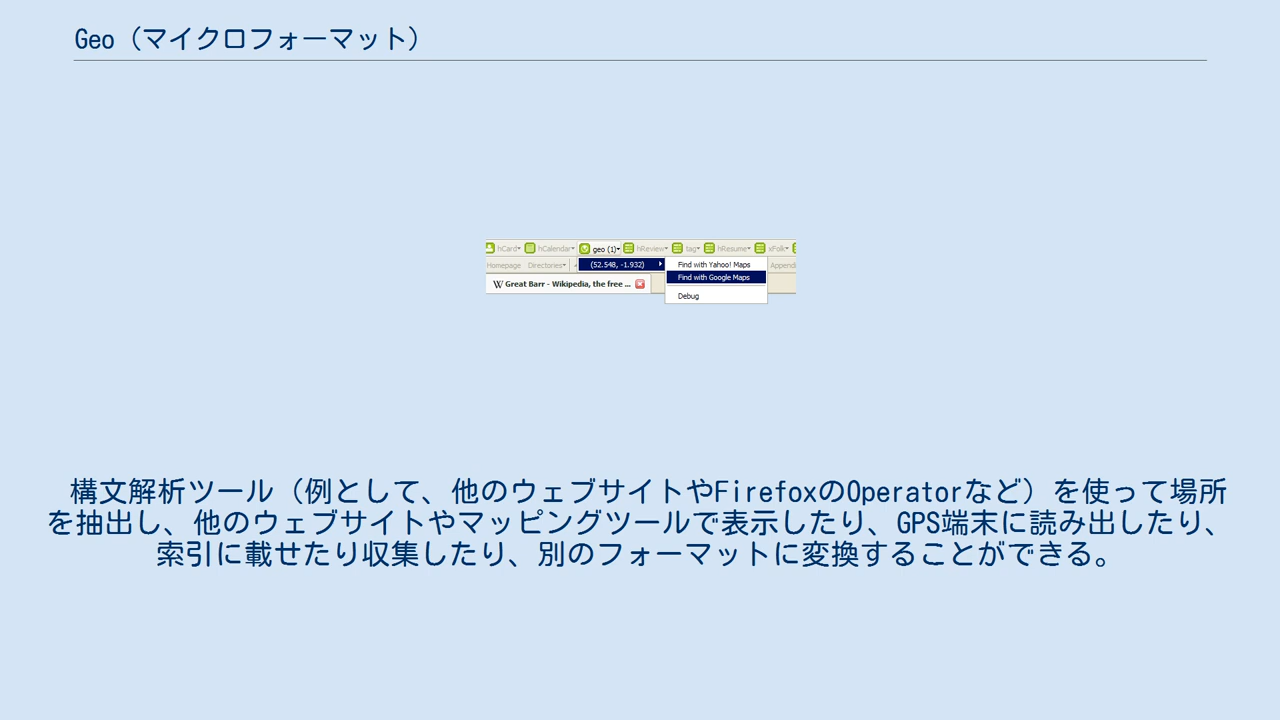 Geo（マイクロフォーマット）
hCard hCalendar geo (1) hReview tag hResume xFolk
Homepage Directories (52.548, -1.932) Find with Yahoo! Maps
Find with Google Maps
Great Barr - Wikipedia, the free ...
Debug
構文解析ツール（例として、他のウェブサイトやFirefoxのOperatorなど）を使って場所
を抽出し、他のウェブサイトやマッピングツールで表示したり、GPS端末に読み出したり、
索引に載せたり収集したり、別のフォーマットに変換することができる。